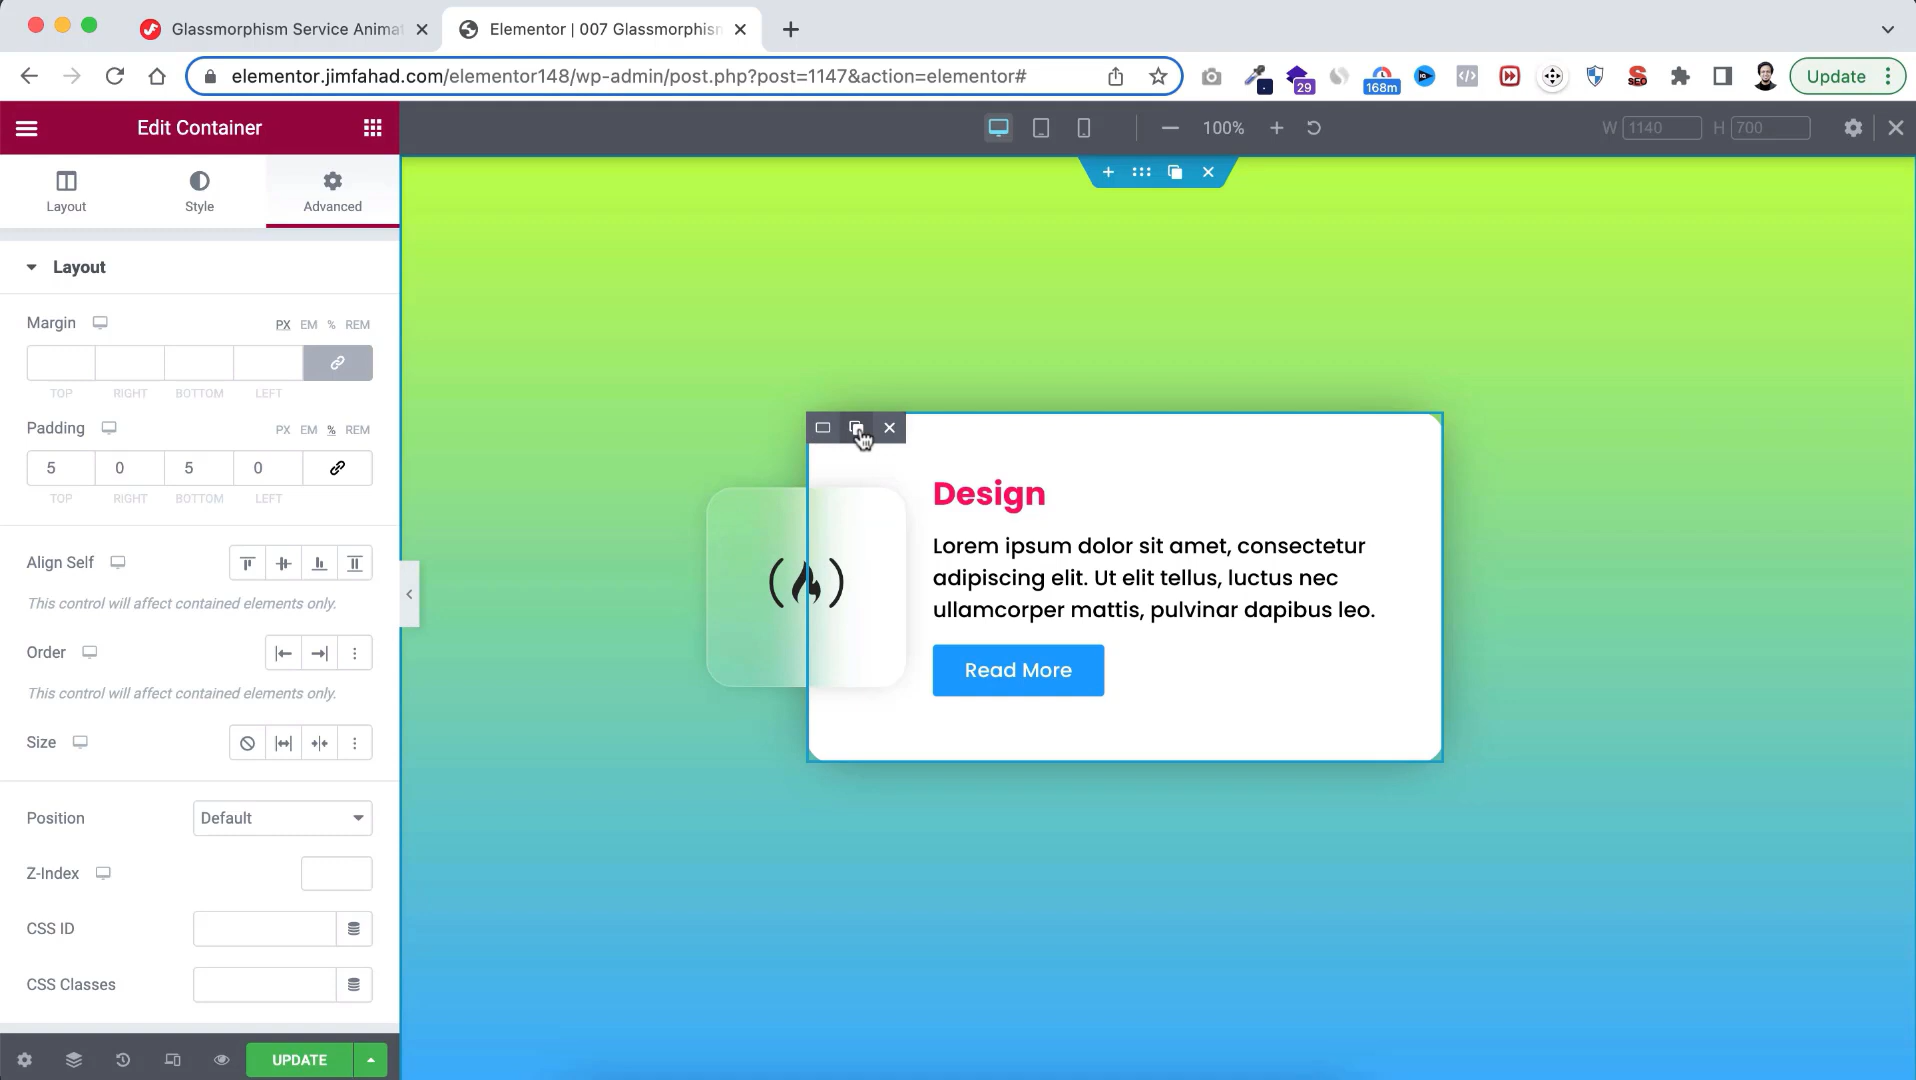 Glassmorphism Service Animat
Elementor | 007 Glassmorphism
elementor.jimfahad.com/elementor148/wp-admin/post.php?post=1147&action=elementor#
29
168m
SEO
Update
Edit Container
100%
W 1140 H 700
Layout
Style
Advanced
Layout
Margin
PX EM % REM
TOP RIGHT BOTTOM LEFT
Padding
PX EM % REM
5 0 5 0
TOP RIGHT BOTTOM LEFT
Align Self
This control will affect contained elements only.
Order
This control will affect contained elements only.
Size
Position
Default
Z-Index
CSS ID
CSS Classes
UPDATE
Design
Lorem ipsum dolor sit amet, consectetur
adipiscing elit. Ut elit tellus, luctus nec
ullamcorper mattis, pulvinar dapibus leo.
Read More